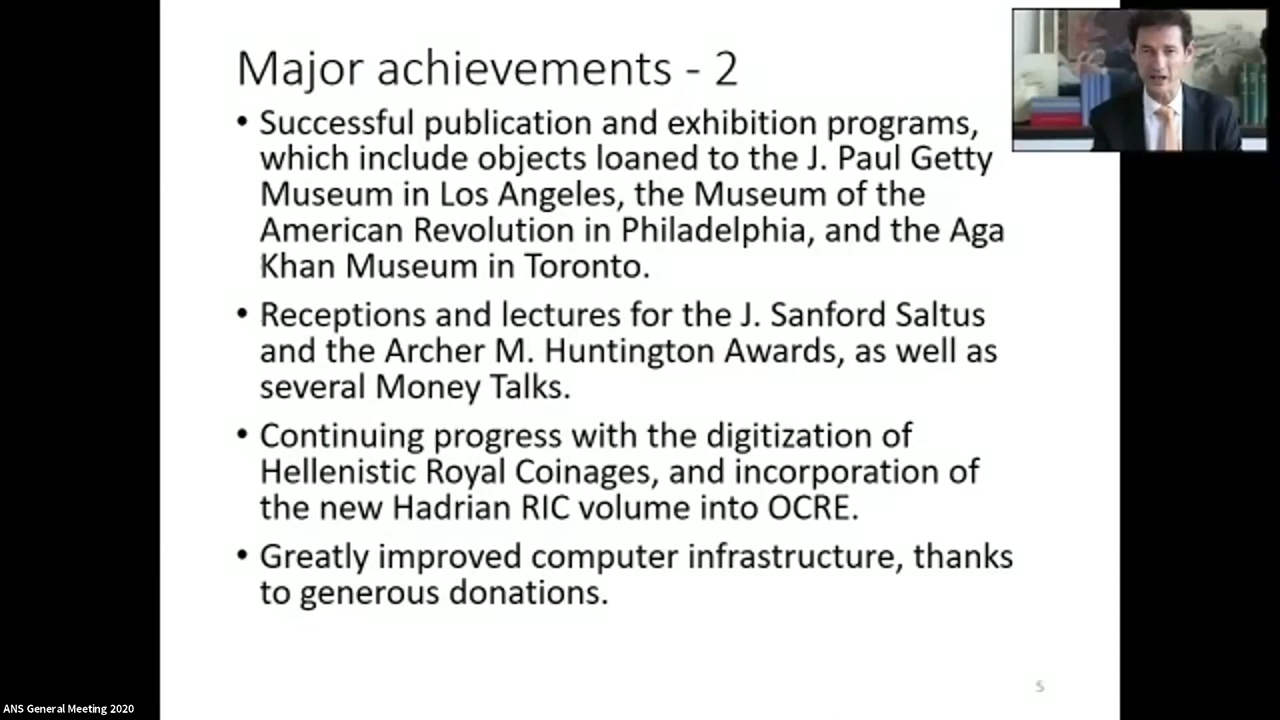 Major achievements - 2
• Successful publication and exhibition programs,
which include objects loaned to the J. Paul Getty
Museum in Los Angeles, the Museum of the
American Revolution in Philadelphia, and the Aga
Khan Museum in Toronto.
• Receptions and lectures for the J. Sanford Saltus
and the Archer M. Huntington Awards, as well as
several Money Talks.
• Continuing progress with the digitization of
Hellenistic Royal Coinages, and incorporation of
the new Hadrian RIC volume into OCRE.
• Greatly improved computer infrastructure, thanks
to generous donations.
5
ANS General Meeting 2020